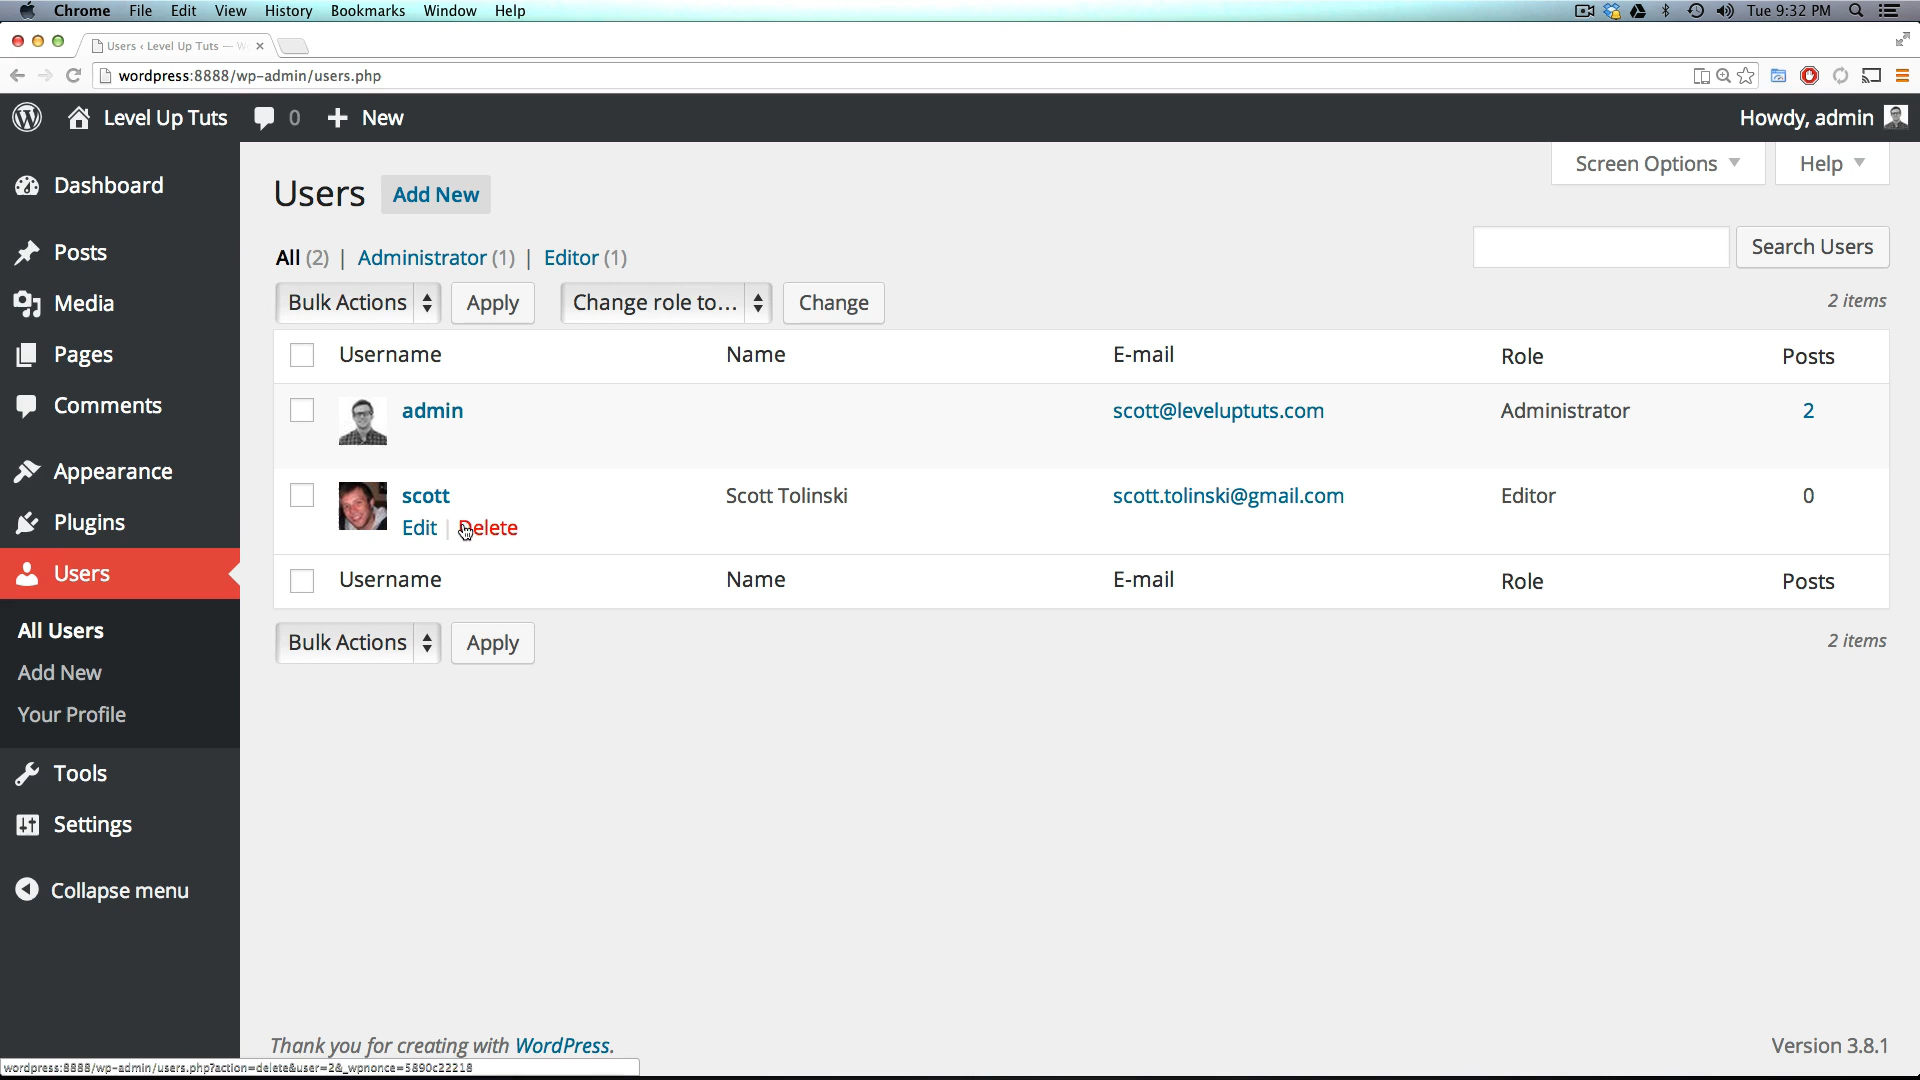 Chrome File Edit View History Bookmarks Window Help Tue 9:32 PM
Users ‹ Level Up Tuts —
wordpress:8888/wp-admin/users.php
Level Up Tuts 0 New Howdy, admin
Screen Options Help
Dashboard
Posts
Media
Pages
Comments
Appearance
Plugins
Users
All Users
Add New
Your Profile
Tools
Settings
Collapse menu
Users Add New
All (2) | Administrator (1) | Editor (1)
Search Users
Bulk Actions Apply Change role to... Change 2 items
Username Name E-mail Role Posts
admin scott@leveluptuts.com Administrator 2
scott Scott Tolinski scott.tolinski@gmail.com Editor 0
Edit | Delete
Username Name E-mail Role Posts
Bulk Actions Apply 2 items
Thank you for creating with WordPress. Version 3.8.1
wordpress:8888/wp-admin/users.php?action=delete&user=2&_wpnonce=5890c22218